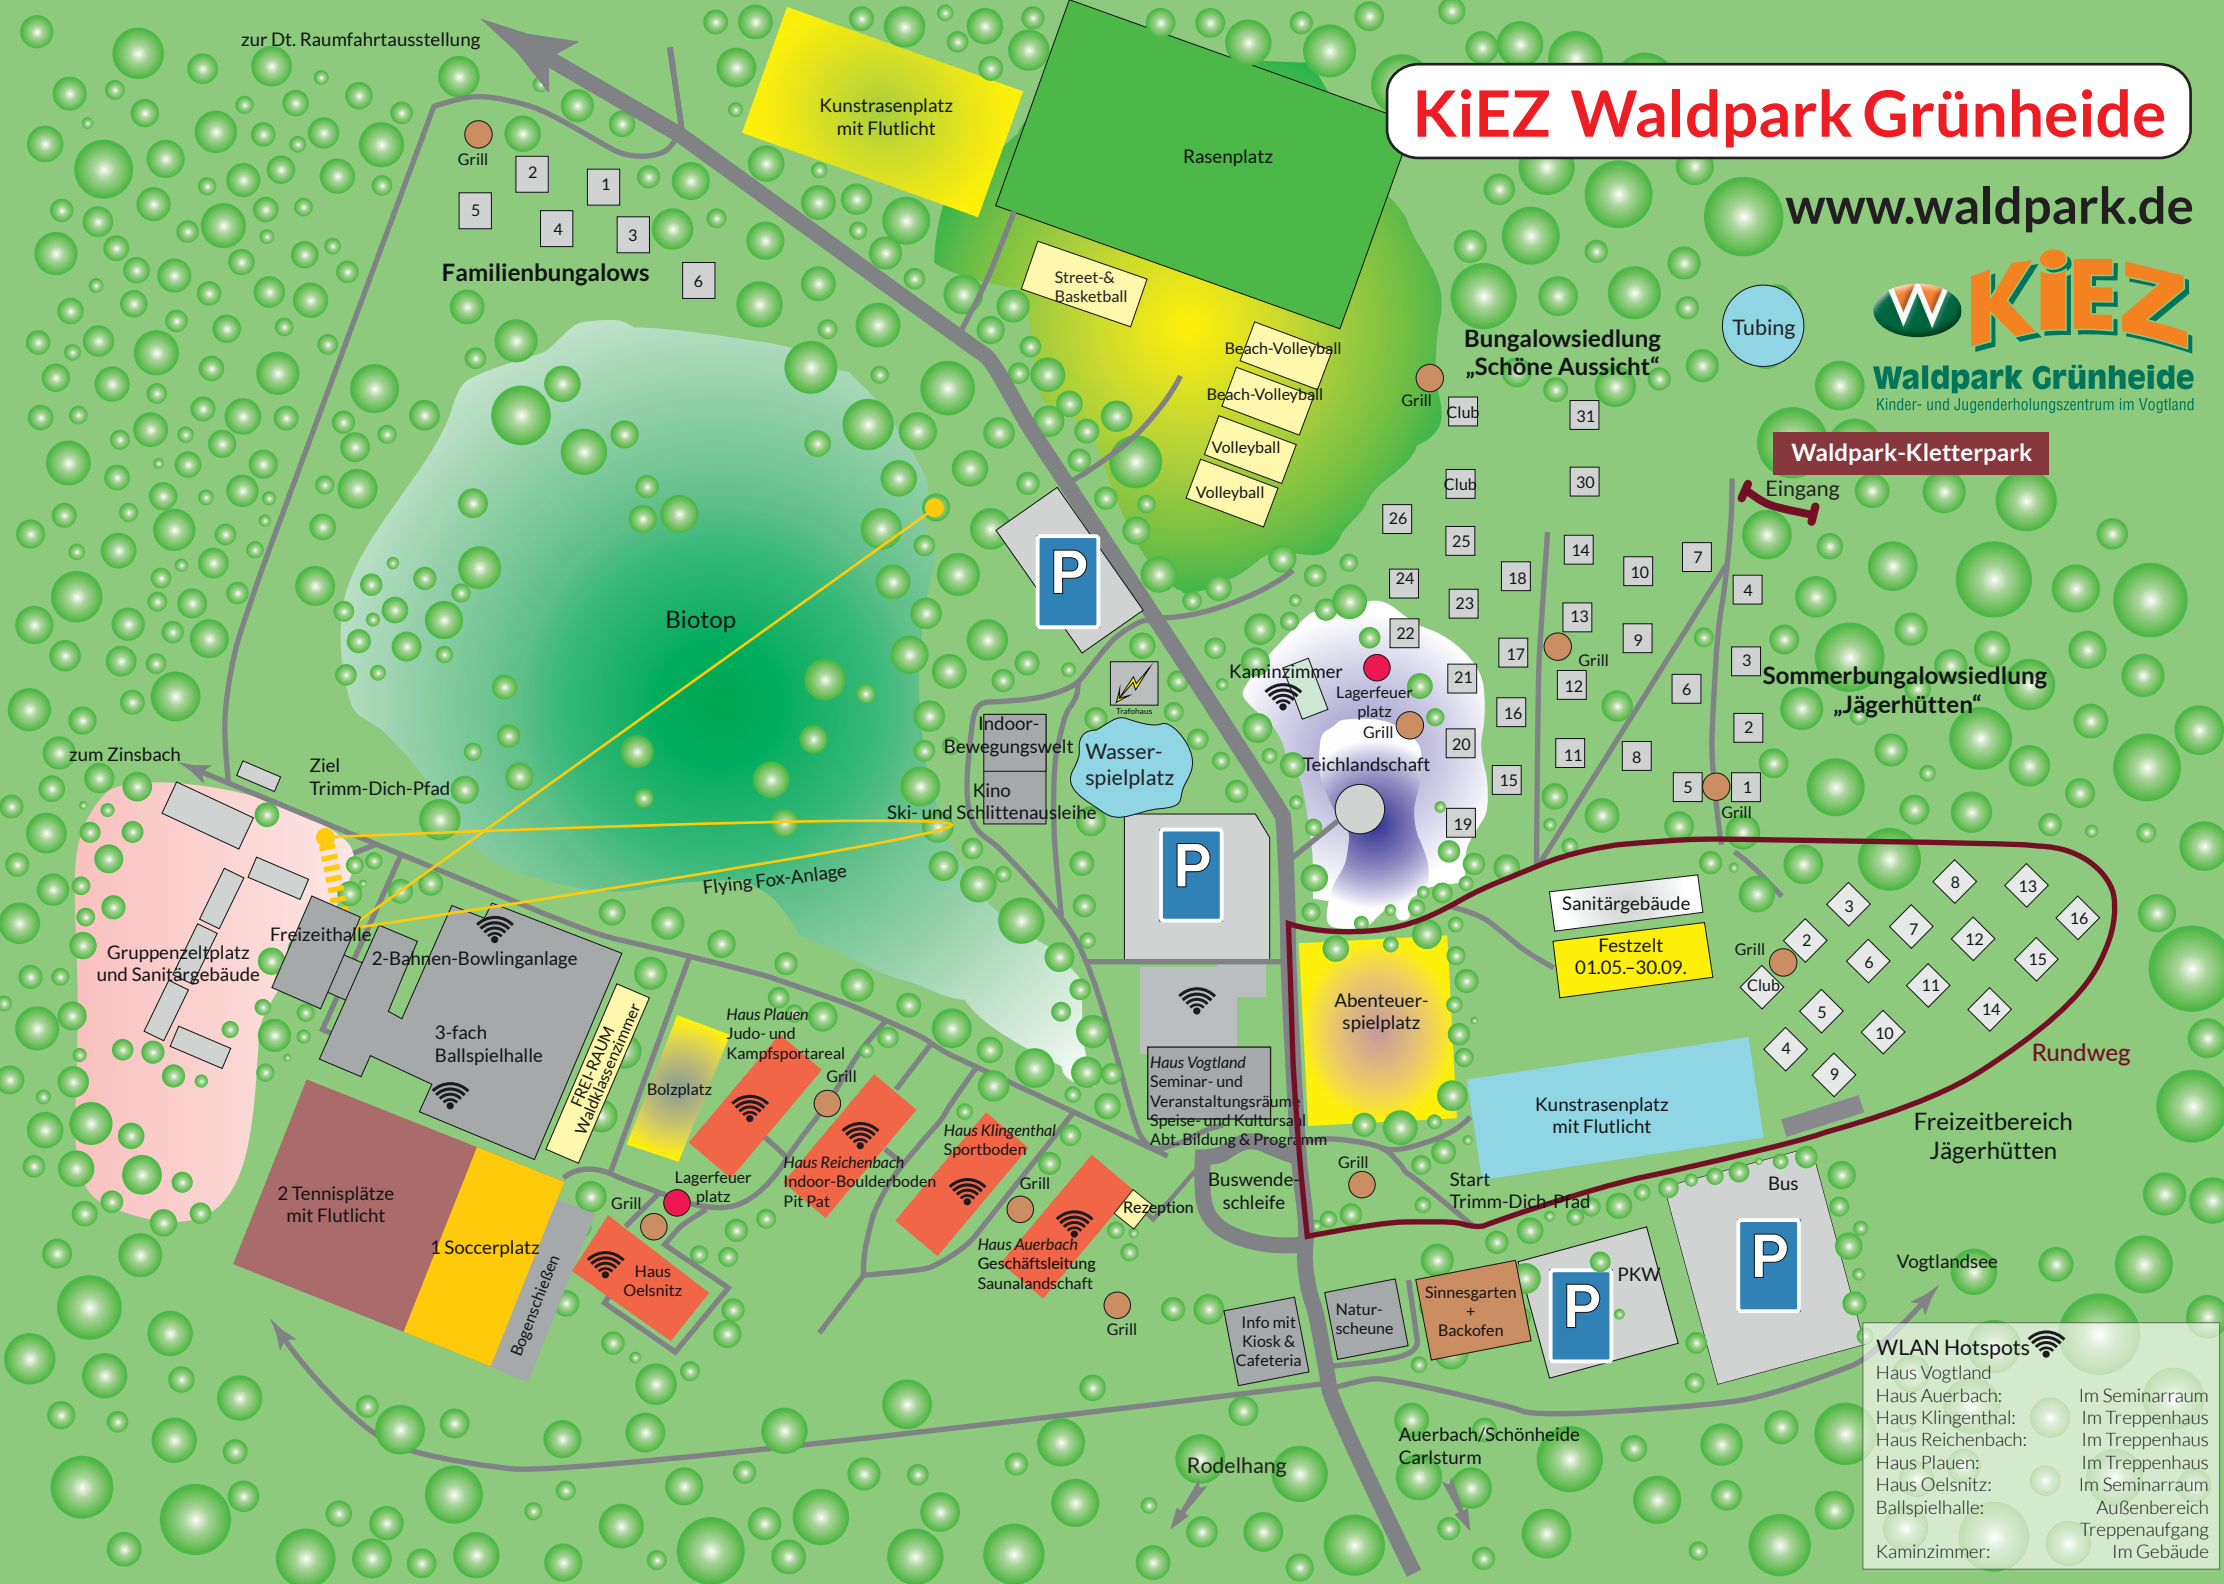 zur Dt. Raumfahrtausstellung
Kunstrasenplatz
mit Flutlicht
Rasenplatz
KiEZ Waldpark Grünheide
www.waldpark.de
W KiEZ
Waldpark Grünheide
Kinder- und Jugenderholungszentrum im Vogtland
Grill
2
1
5
4
3
6
Familienbungalows
Street-&
Basketball
Beach-Volleyball
Beach-Volleyball
Volleyball
Volleyball
Tubing
Bungalowsiedlung
„Schöne Aussicht“
Grill
Club
31
Club
30
26
25
14
24
18
10
7
23
13
22
17
9
Grill
21
12
6
16
20
11
8
15
5
19
Waldpark-Kletterpark
Eingang
4
3
2
1
Grill
Sommerbungalowsiedlung
„Jägerhütten“
Biotop
P
Trafohaus
Kaminzimmer
Lagerfeuer
platz
Grill
Teichlandschaft
Indoor-
Bewegungswelt
Kino
Ski- und Schlittenausleihe
Wasser-
spielplatz
P
zum Zinsbach
Ziel
Trimm-Dich-Pfad
Flying Fox-Anlage
Gruppenzeltplatz
und Sanitärgebäude
Freizeithalle
2-Bahnen-Bowlinganlage
3-fach
Ballspielhalle
FREI-RAUM
Waldklassenzimmer
Bolzplatz
Haus Plauen
Judo- und
Kampfsportareal
Grill
Haus Reichenbach
Indoor-Boulderboden
Pit Pat
Haus Klingenthal
Sportboden
Grill
Haus Auerbach
Geschäftsleitung
Saunalandschaft
Rezeption
Grill
Lagerfeuer
platz
Grill
Haus
Oelsnitz
2 Tennisplätze
mit Flutlicht
1 Soccerplatz
Bogenschießen
Haus Vogtland
Seminar- und
Veranstaltungsräume
Speise- und Kultursaal
Abt. Bildung & Programm
Buswende-
schleife
Abenteuer-
spielplatz
Grill
Start
Trimm-Dich-Pfad
Sanitärgebäude
Festzelt
01.05.–30.09.
Kunstrasenplatz
mit Flutlicht
Grill
Club
8
13
3
16
7
2
12
6
15
11
5
14
10
4
9
Rundweg
Freizeitbereich
Jägerhütten
Bus
P
PKW
P
Sinnesgarten
+
Backofen
Natur-
scheune
Info mit
Kiosk &
Cafeteria
Vogtlandsee
Auerbach/Schönheide
Carlsturm
Rodelhang
WLAN Hotspots
Haus Vogtland
Haus Auerbach: Im Seminarraum
Haus Klingenthal: Im Treppenhaus
Haus Reichenbach: Im Treppenhaus
Haus Plauen: Im Treppenhaus
Haus Oelsnitz: Im Seminarraum
Ballspielhalle: Außenbereich
Treppenaufgang
Kaminzimmer: Im Gebäude